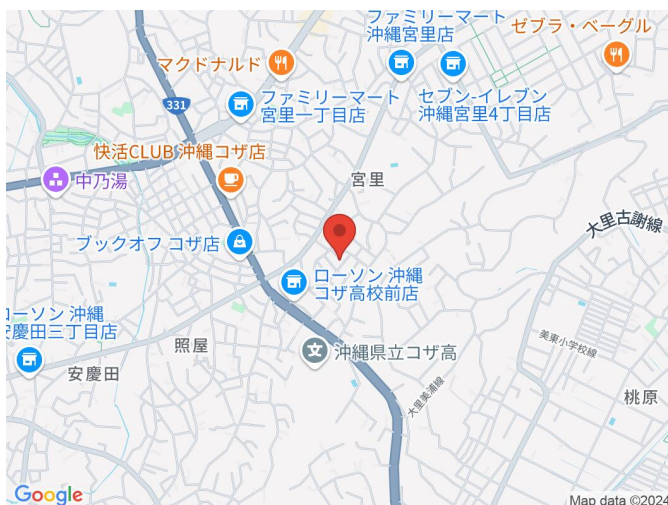 ファミリーマート
沖縄宮里店
ゼブラ・ベーグル
マクドナルド
セブン-イレブン
沖縄宮里4丁目店
331
ファミリーマート
宮里一丁目店
快活CLUB 沖縄コザ店
中乃湯
宮里
大里古謝線
ブックオフ コザ店
ローソン 沖縄
コザ高校前店
ローソン 沖縄
安慶田三丁目店
照屋
沖縄県立コザ高
安慶田
美東小学校線
大里美浦線
桃原
Google
Map data ©2024